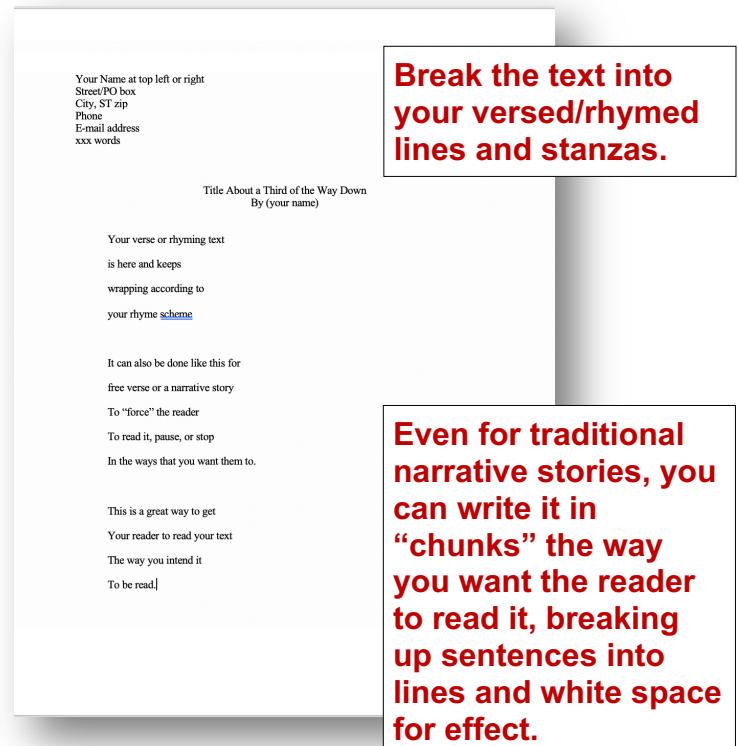 Your Name at top left or right
Street/PO box
City, ST zip
Phone
E-mail address
xxx words
Title About a Third of the Way Down
By (your name)
Your verse or rhyming text
is here and keeps
wrapping according to
your rhyme scheme
It can also be done like this for
free verse or a narrative story
To “force” the reader
To read it, pause, or stop
In the ways that you want them to.
This is a great way to get
Your reader to read your text
The way you intend it
To be read.
Break the text into
your versed/rhymed
lines and stanzas.
Even for traditional
narrative stories, you
can write it in
“chunks” the way
you want the reader
to read it, breaking
up sentences into
lines and white space
for effect.